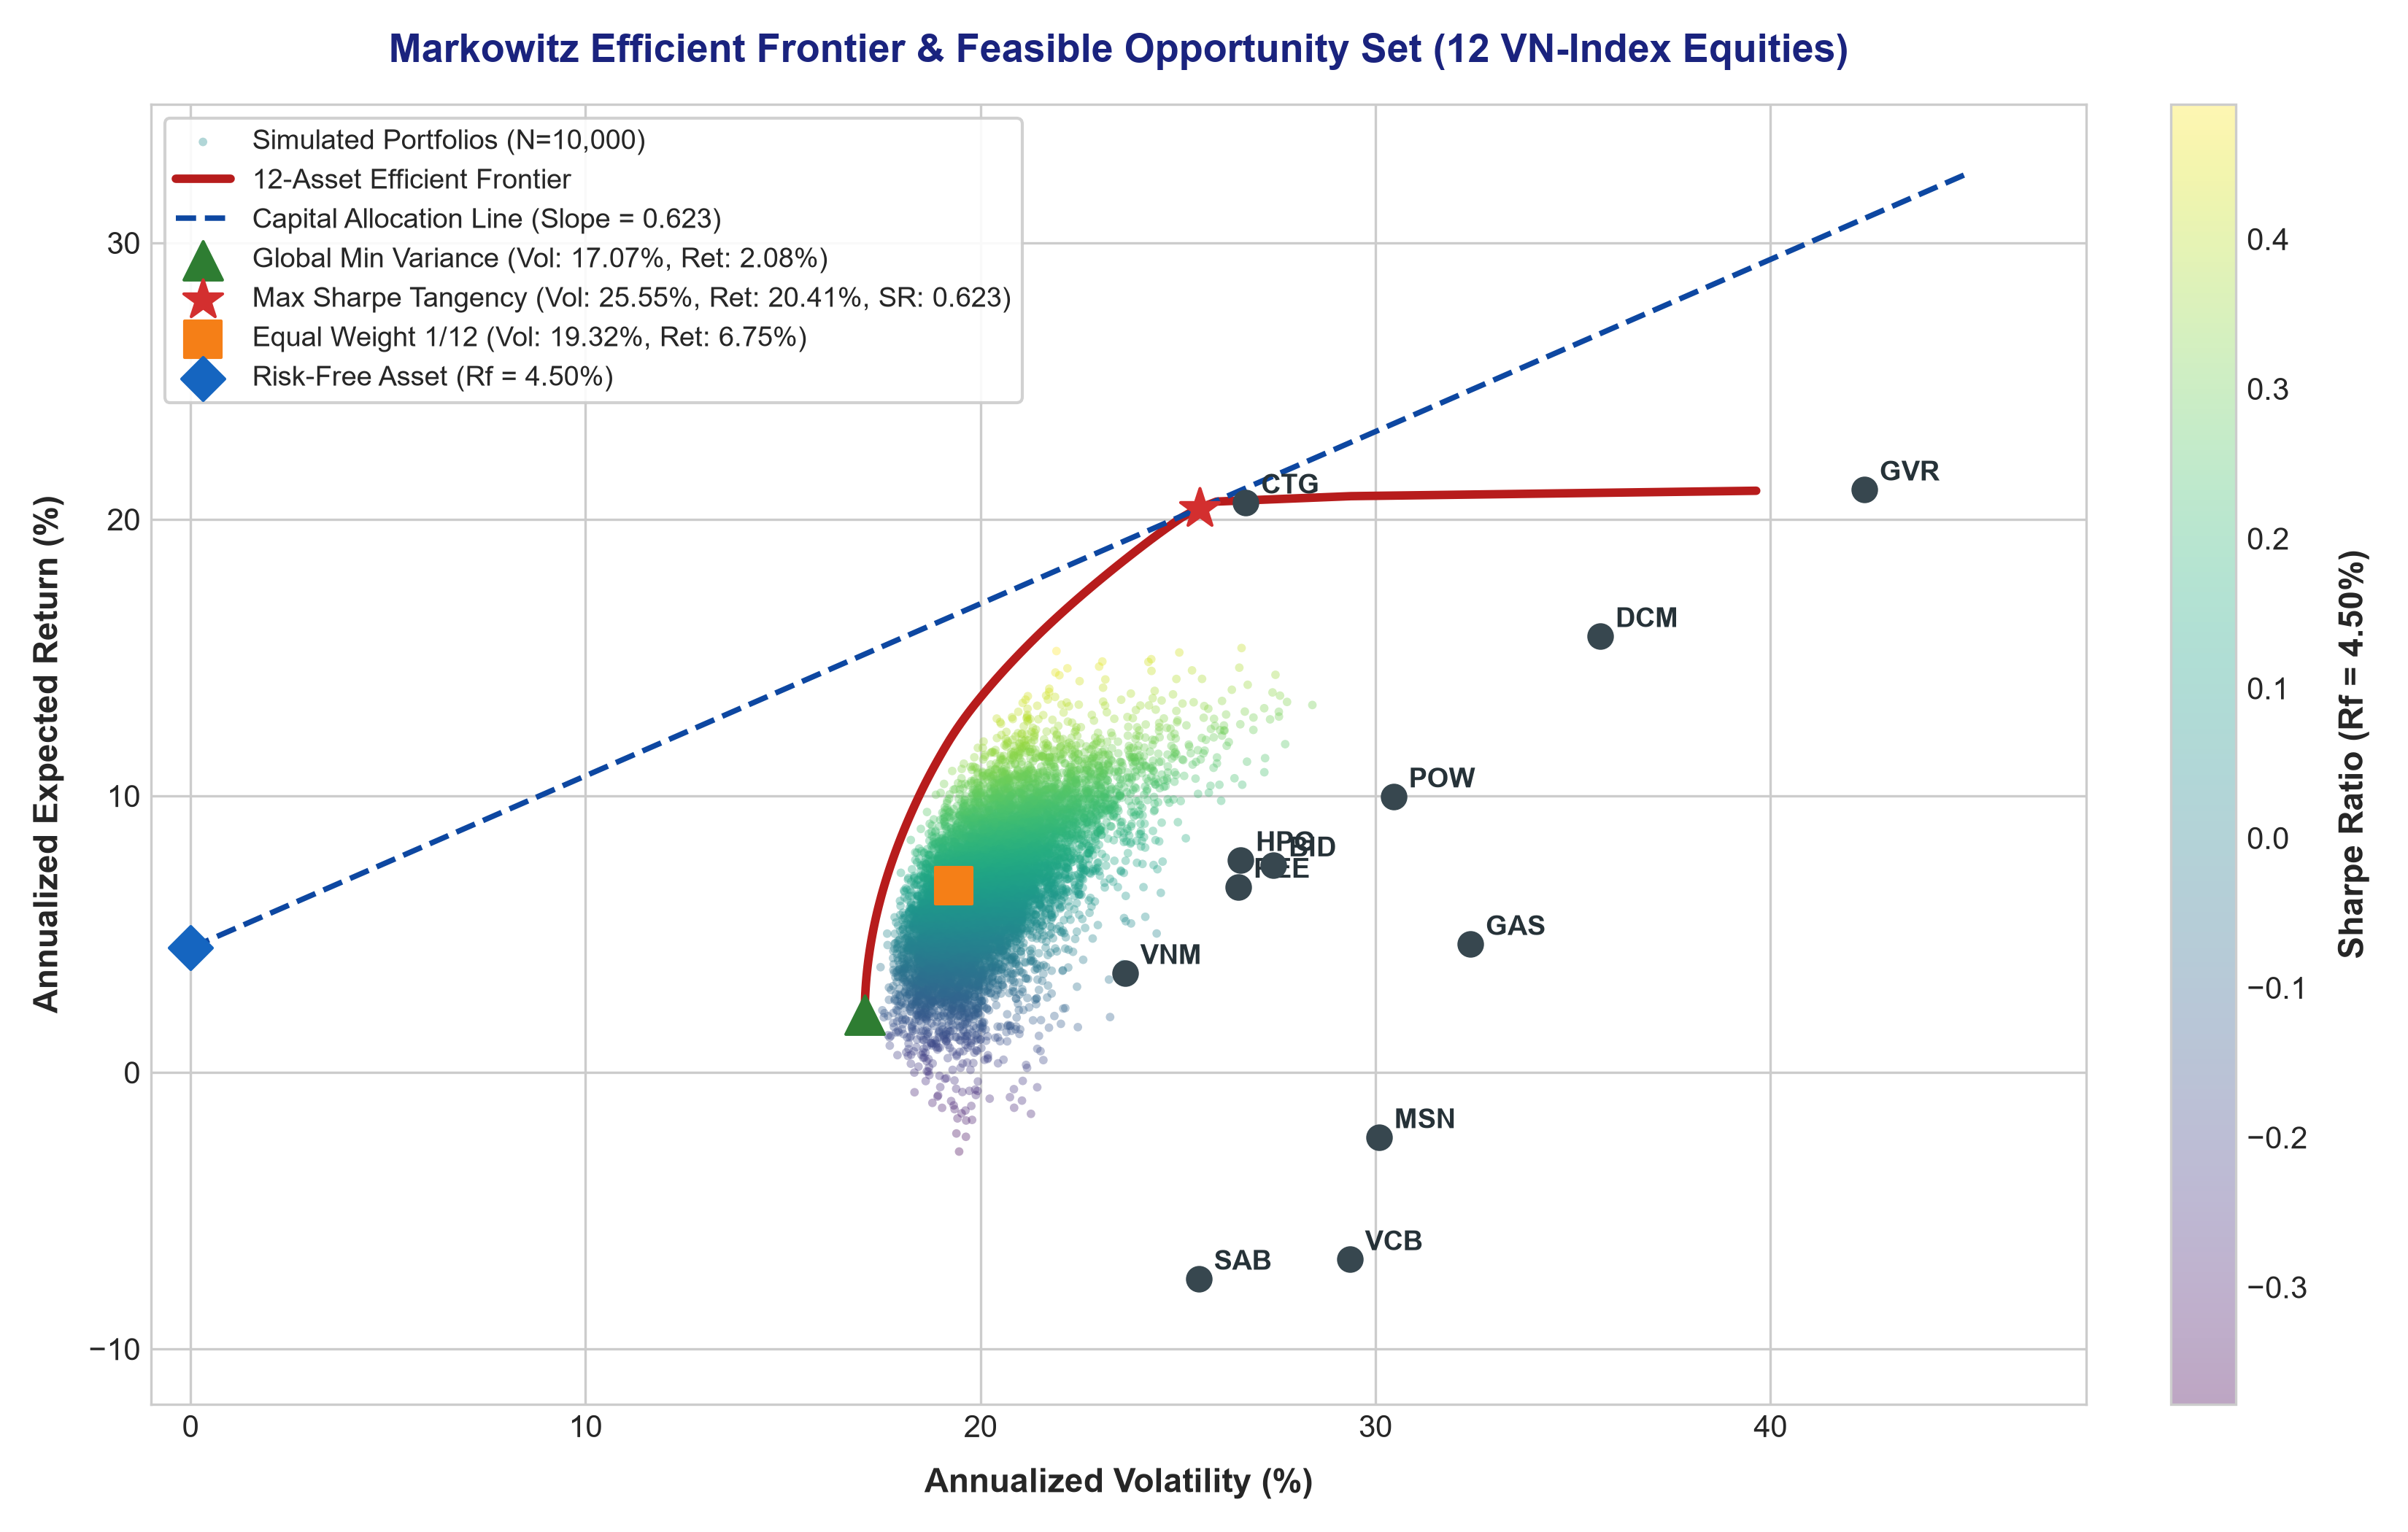 Markowitz Efficient Frontier & Feasible Opportunity Set (12 VN-Index Equities)
Simulated Portfolios (N=10,000)
12-Asset Efficient Frontier
Capital Allocation Line (Slope = 0.623)
Global Min Variance (Vol: 17.07%, Ret: 2.08%)
Max Sharpe Tangency (Vol: 25.55%, Ret: 20.41%, SR: 0.623)
Equal Weight 1/12 (Vol: 19.32%, Ret: 6.75%)
Risk-Free Asset (Rf = 4.50%)
Annualized Expected Return (%)
30
20
10
0
−10
CTG
GVR
DCM
POW
HPG
BID
REE
GAS
VNM
MSN
VCB
SAB
0
10
20
30
40
Annualized Volatility (%)
0.4
0.3
0.2
0.1
0.0
−0.1
−0.2
−0.3
Sharpe Ratio (Rf = 4.50%)